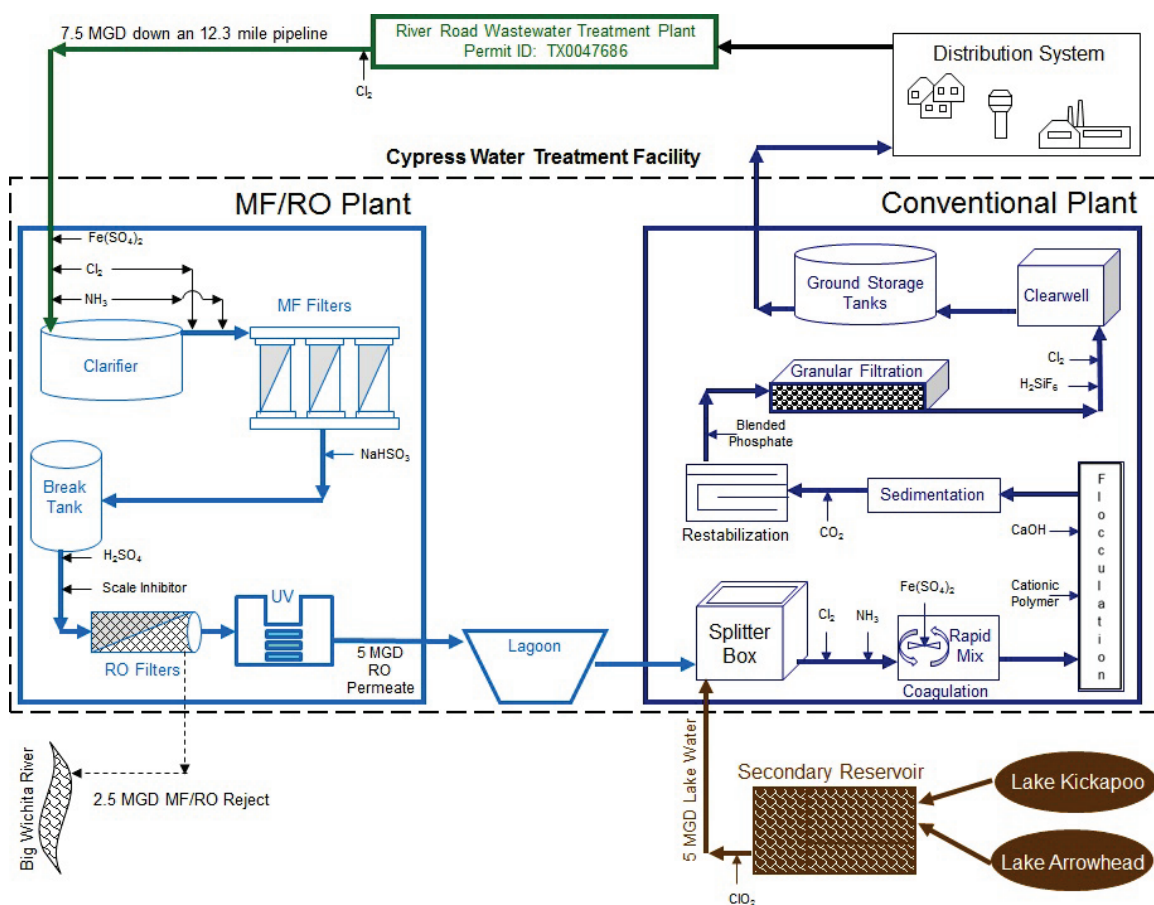 7.5 MGD down an 12.3 mile pipeline
River Road Wastewater Treatment Plant
Permit ID:  TX0047686
Cl₂
Distribution System
Cypress Water Treatment Facility
MF/RO Plant
Fe(SO₄)₂
Cl₂
NH₃
Clarifier
MF Filters
NaHSO₃
Break
Tank
H₂SO₄
Scale Inhibitor
RO Filters
UV
5 MGD
RO
Permeate
Lagoon
Big Wichita River
2.5 MGD MF/RO Reject
Conventional Plant
Ground Storage
Tanks
Clearwell
Cl₂
H₂SiF₆
Granular Filtration
Blended
Phosphate
Restabilization
CO₂
Sedimentation
Flocculation
CaOH
Cationic
Polymer
Splitter
Box
Cl₂
NH₃
Fe(SO₄)₂
Rapid
Mix
Coagulation
5 MGD Lake Water
ClO₂
Secondary Reservoir
Lake Kickapoo
Lake Arrowhead